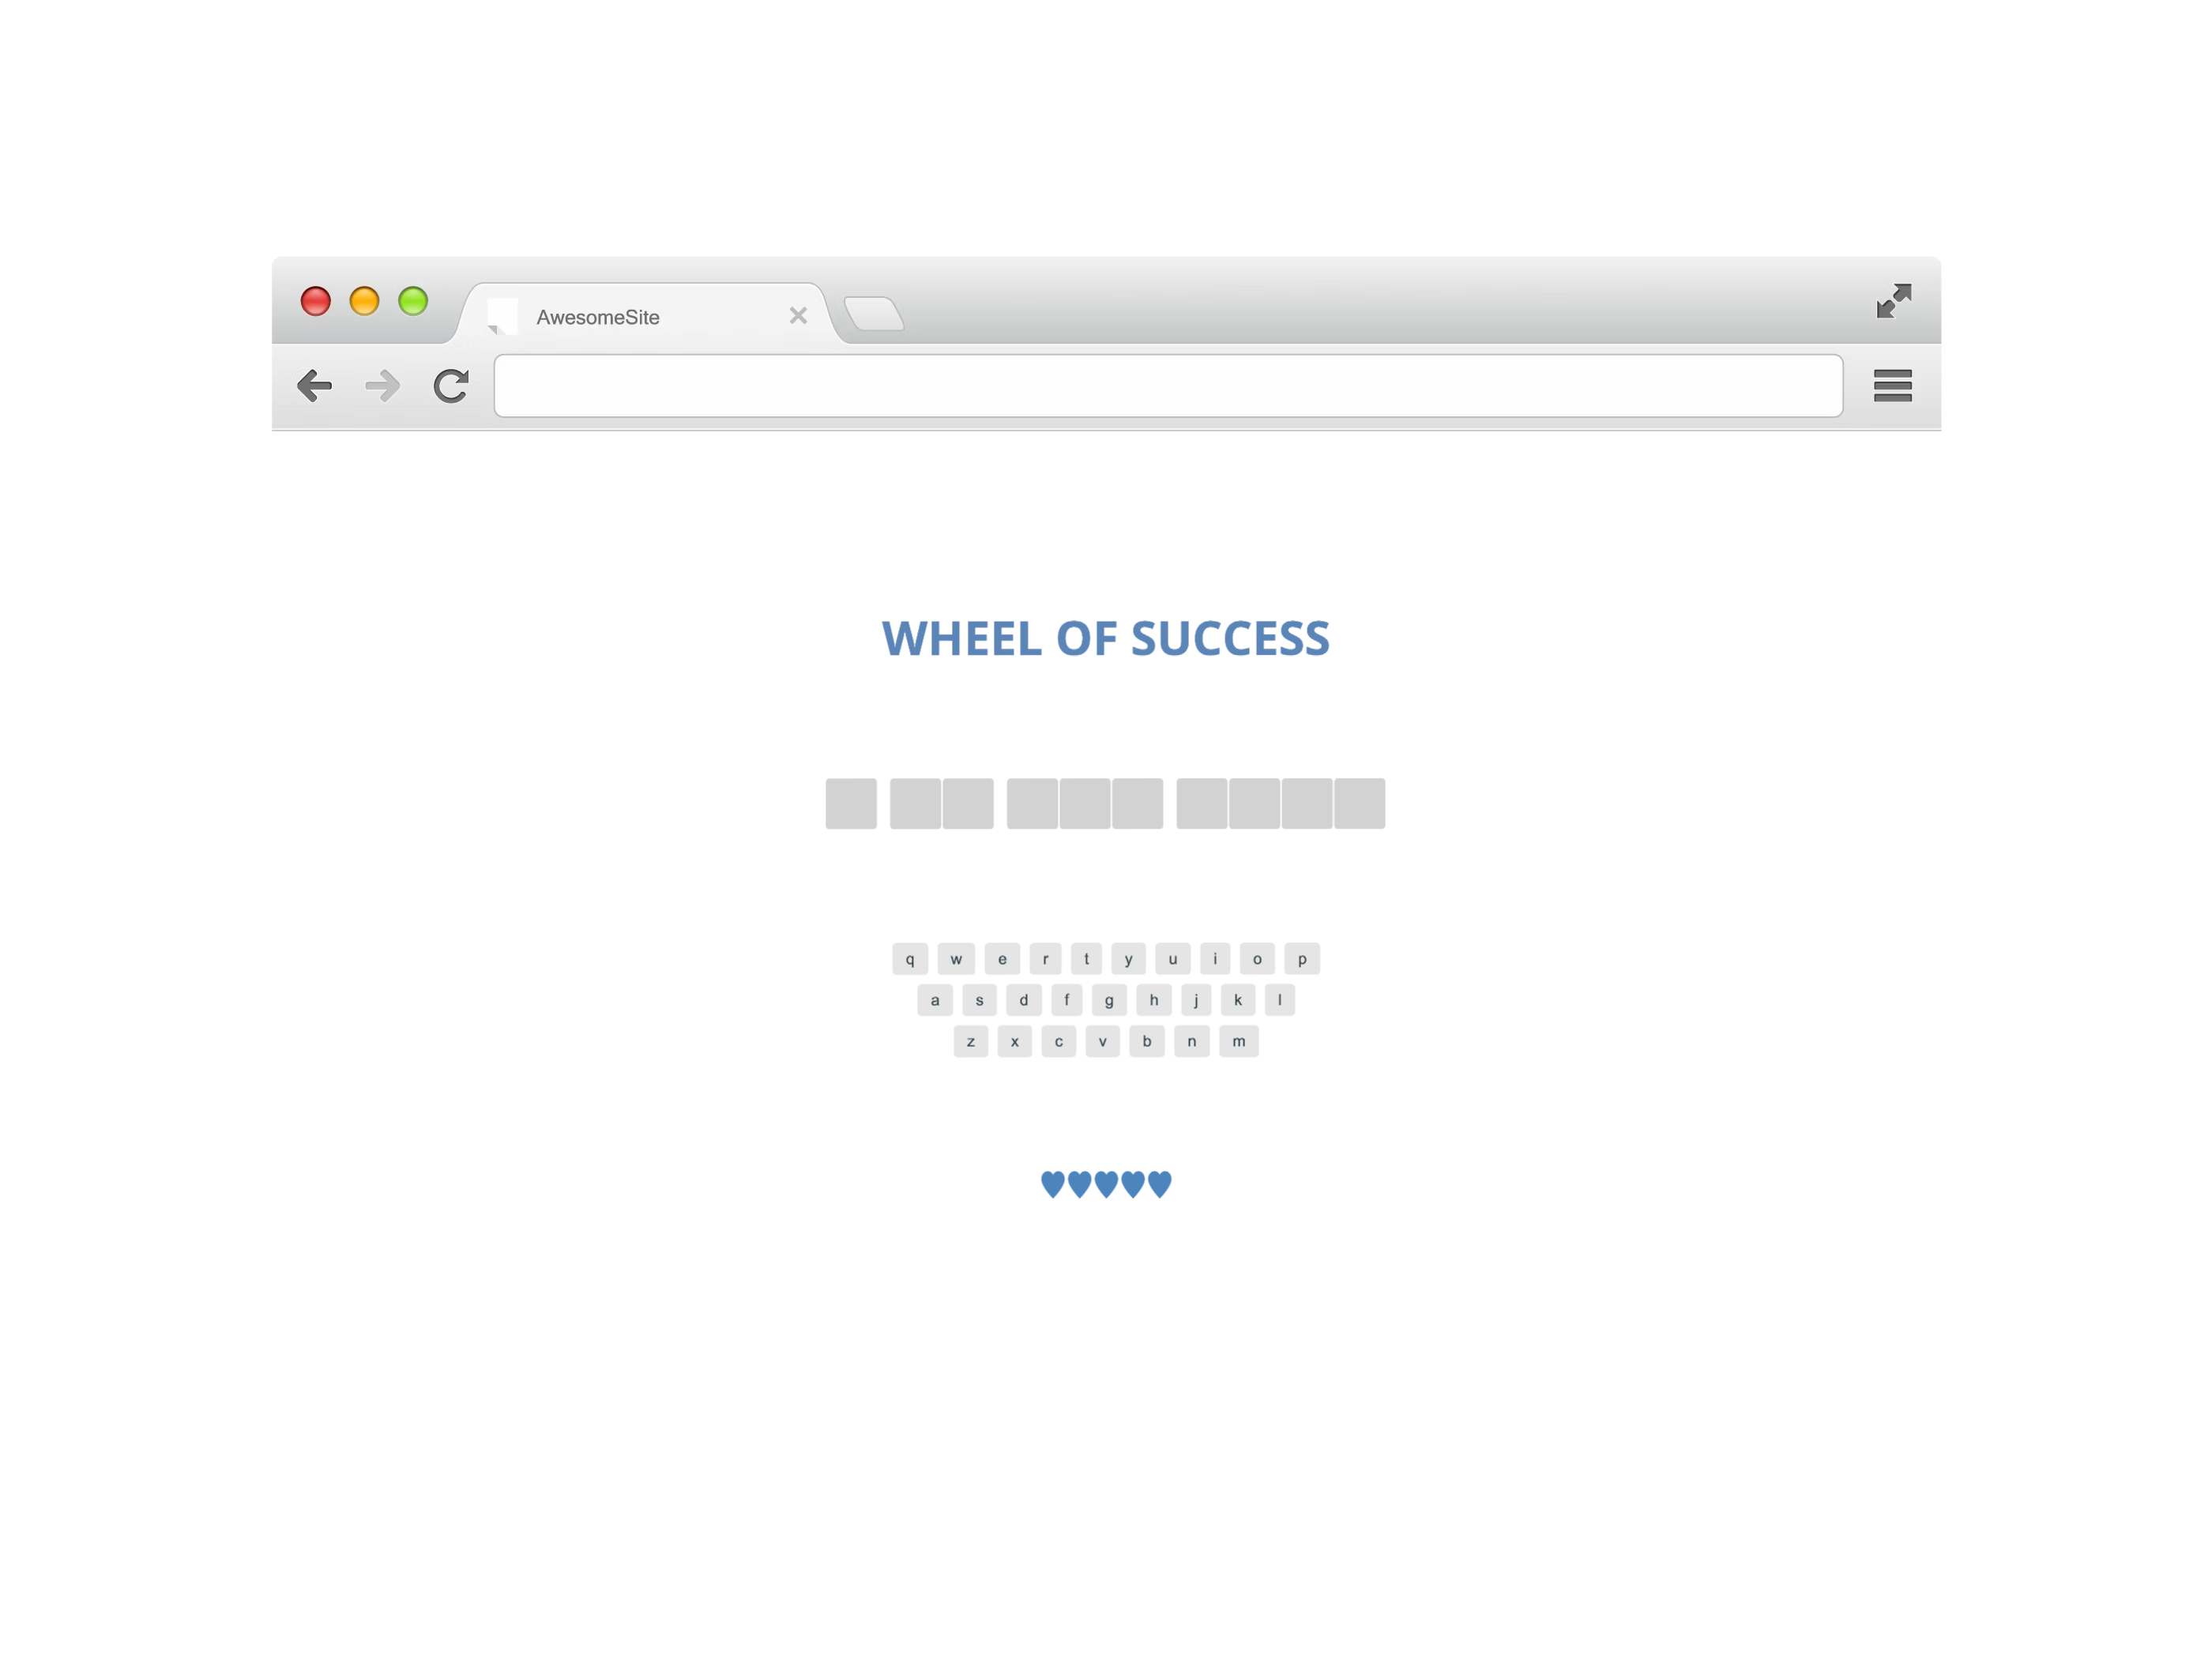 AwesomeSite
WHEEL OF SUCCESS
q w e r t y u i o p
a s d f g h j k l
z x c v b n m